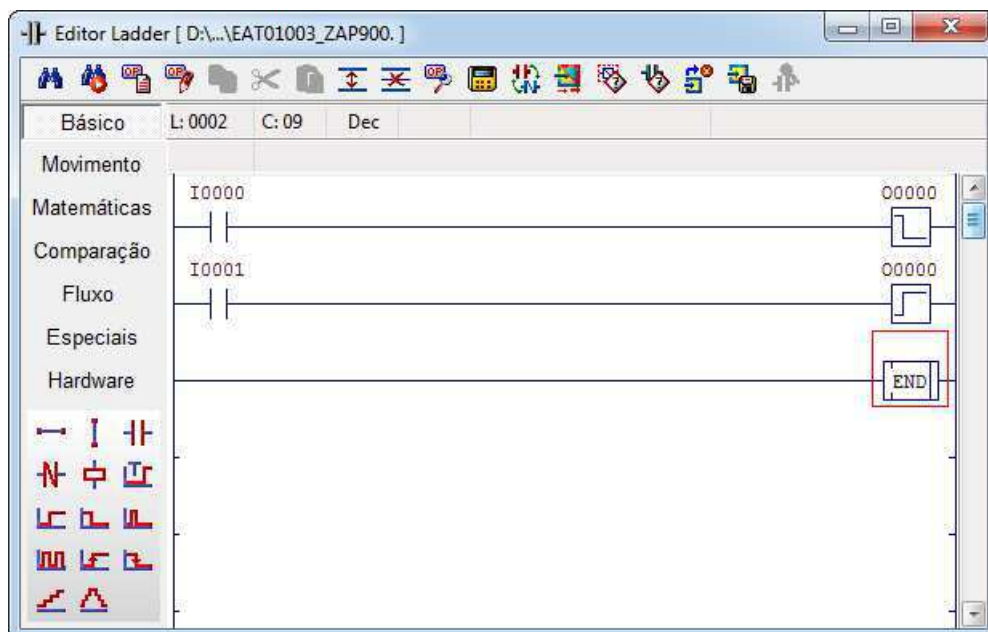 Editor Ladder [ D:\...\EAT01003_ZAP900. ]
Básico
L: 0002
C: 09
Dec
Movimento
Matemáticas
Comparação
Fluxo
Especiais
Hardware
I0000
O0000
I0001
O0000
END